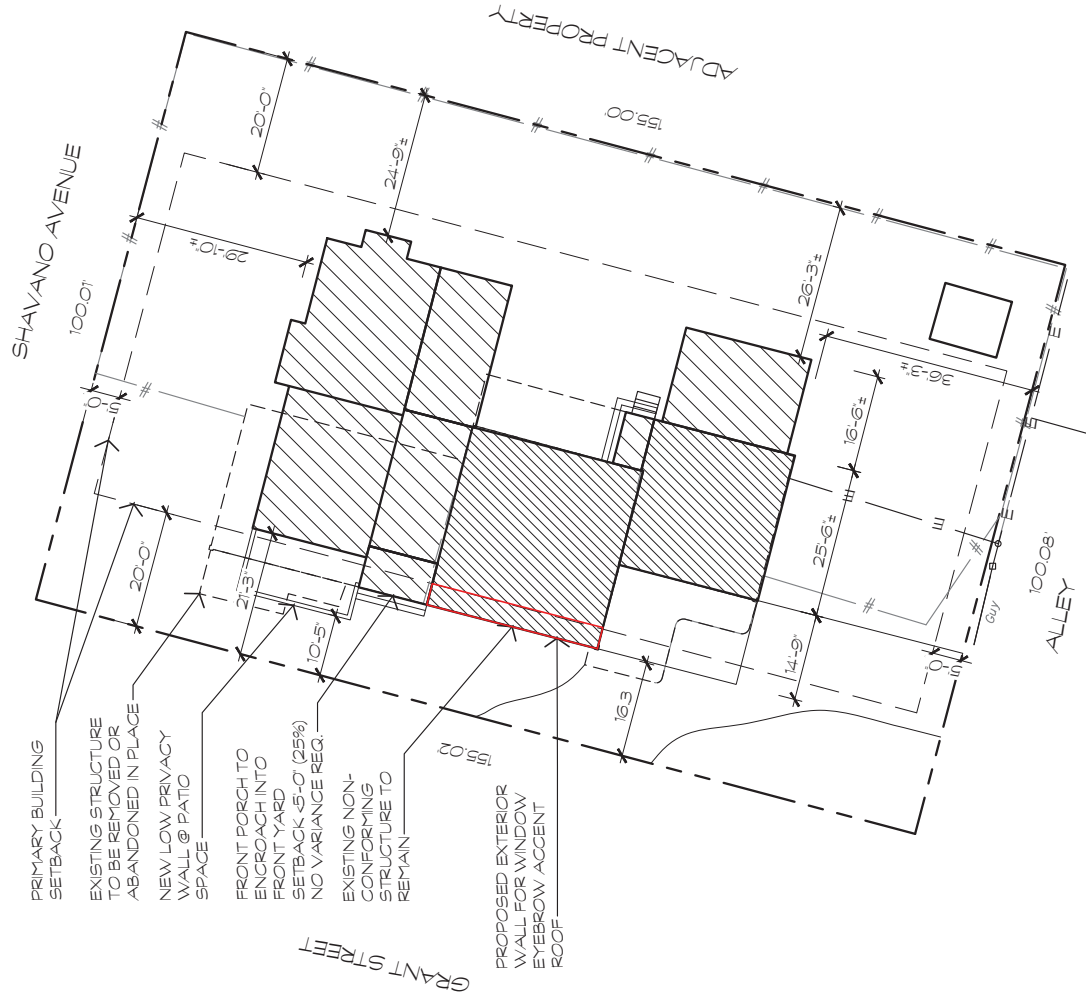 SHAVANO AVENUE
100.01'
ADJACENT PROPERTY
155.00'
20'-0"
24'-9"±
29'-10"±
5'-0"
20'-0"
21'-3"
10'-5"
16.3
155.02'
26'-3"±
36'-3"±
16'-6"±
25'-6"±
14'-9"
5'-0"
E
E
E
E
E
Guy
100.08'
ALLEY
GRANT STREET
PRIMARY BUILDING
SETBACK
EXISTING STRUCTURE
TO BE REMOVED OR
ABANDONED IN PLACE
NEW LOW PRIVACY
WALL @ PATIO
SPACE
FRONT PORCH TO
ENCROACH INTO
FRONT YARD
SETBACK <5'-0" (25%)
NO VARIANCE REQ.
EXISTING NON-
CONFORMING
STRUCTURE TO
REMAIN
PROPOSED EXTERIOR
WALL FOR WINDOW
EYEBROW ACCENT
ROOF